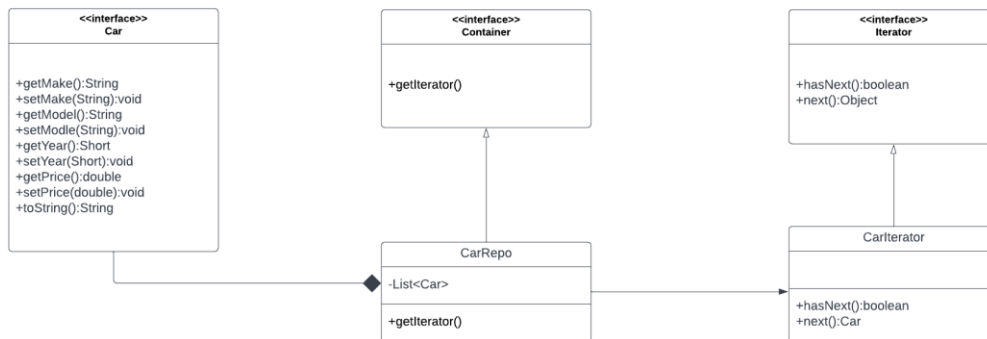 <<interface>>
Car
+getMake():String
+setMake(String):void
+getModel():String
+setModle(String):void
+getYear():Short
+setYear(Short):void
+getPrice():double
+setPrice(double):void
+toString():String
<<interface>>
Container
+getIterator()
<<interface>>
Iterator
+hasNext():boolean
+next():Object
CarRepo
-List<Car>
+getIterator()
CarIterator
+hasNext():boolean
+next():Car